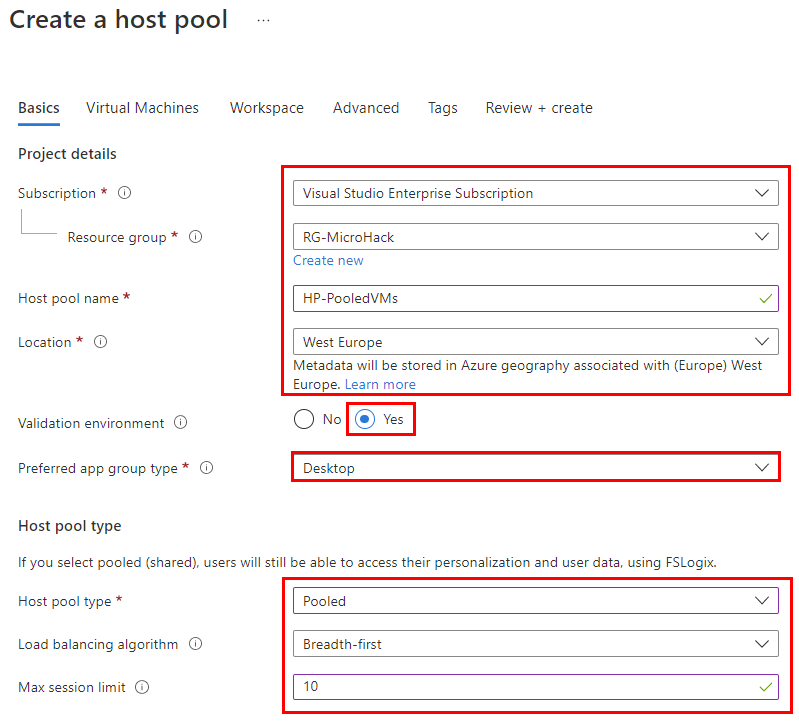 Create a host pool ...
Basics Virtual Machines Workspace Advanced Tags Review + create
Project details
Subscription * Visual Studio Enterprise Subscription
Resource group * RG-MicroHack
Create new
Host pool name * HP-PooledVMs
Location * West Europe
Metadata will be stored in Azure geography associated with (Europe) West
Europe. Learn more
Validation environment No Yes
Preferred app group type * Desktop
Host pool type
If you select pooled (shared), users will still be able to access their personalization and user data, using FSLogix.
Host pool type * Pooled
Load balancing algorithm Breadth-first
Max session limit 10